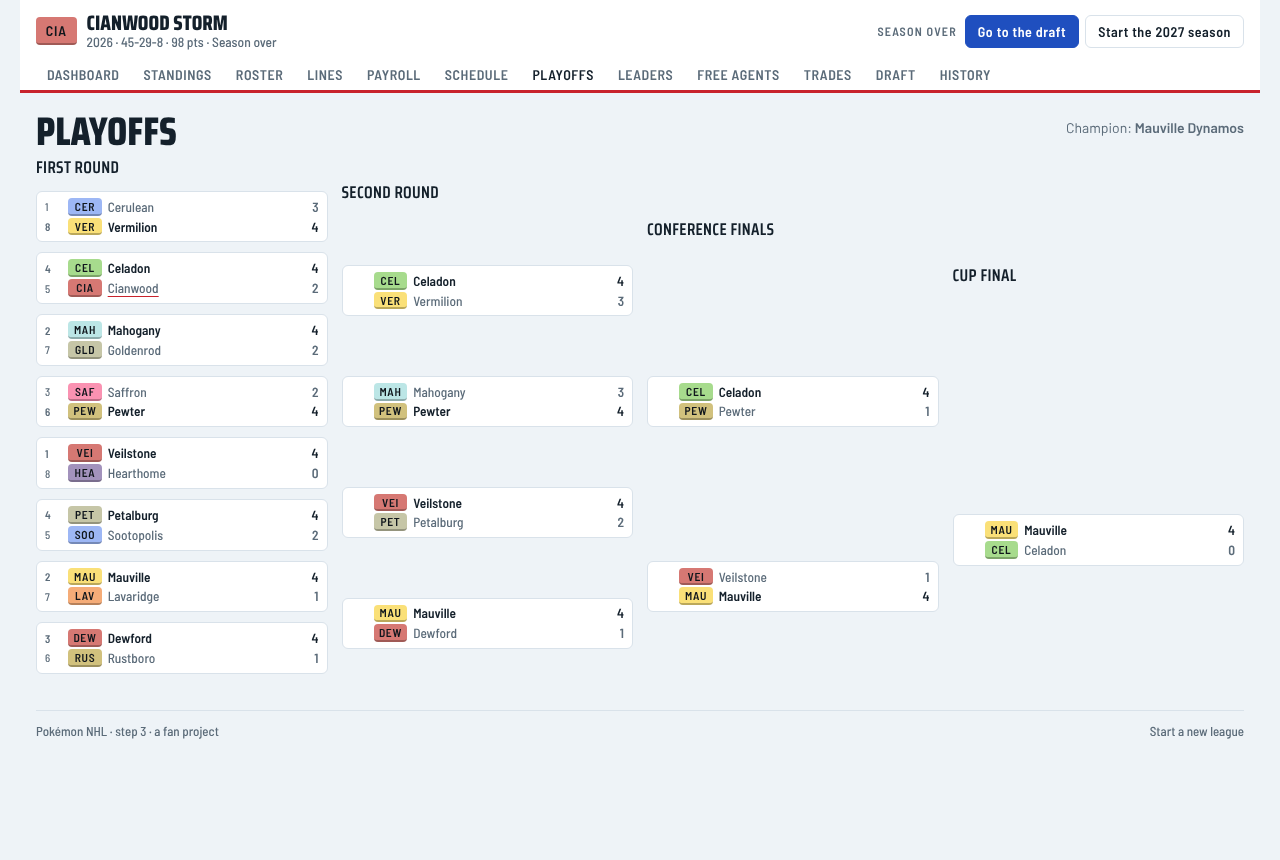 CIA
CIANWOOD STORM
2026 · 45-29-8 · 98 pts · Season over
SEASON OVER
Go to the draft
Start the 2027 season
DASHBOARD STANDINGS ROSTER LINES PAYROLL SCHEDULE PLAYOFFS LEADERS FREE AGENTS TRADES DRAFT HISTORY
PLAYOFFS
Champion: Mauville Dynamos
FIRST ROUND
1 CER Cerulean 3
8 VER Vermilion 4
4 CEL Celadon 4
5 CIA Cianwood 2
2 MAH Mahogany 4
7 GLD Goldenrod 2
3 SAF Saffron 2
6 PEW Pewter 4
1 VEI Veilstone 4
8 HEA Hearthome 0
4 PET Petalburg 4
5 SOO Sootopolis 2
2 MAU Mauville 4
7 LAV Lavaridge 1
3 DEW Dewford 4
6 RUS Rustboro 1
SECOND ROUND
CEL Celadon 4
VER Vermilion 3
MAH Mahogany 3
PEW Pewter 4
VEI Veilstone 4
PET Petalburg 2
MAU Mauville 4
DEW Dewford 1
CONFERENCE FINALS
CEL Celadon 4
PEW Pewter 1
VEI Veilstone 1
MAU Mauville 4
CUP FINAL
MAU Mauville 4
CEL Celadon 0
Pokémon NHL · step 3 · a fan project
Start a new league